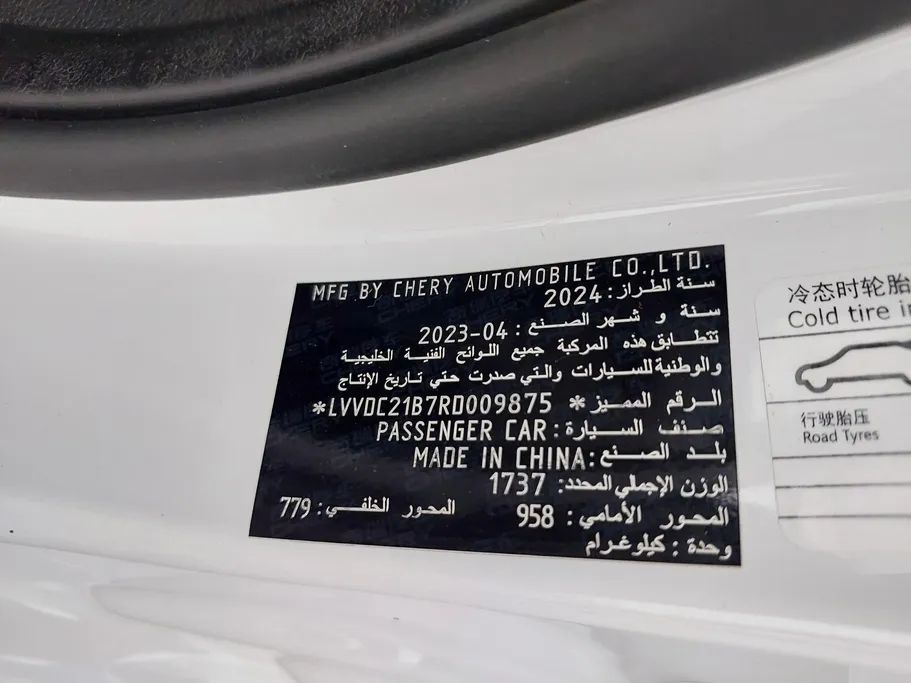 MFG BY CHERY AUTOMOBILE CO.,LTD.
سنة الطراز: 2024
سنة و شهر الصنع: 2023-04
تتطابق هذه المركبة جميع اللوائح الفنية الخليجية
والوطنية للسيارات والتي صدرت حتي تاريخ الإنتاج
الرقم المميز *LVVDC21B7RD009875*
صنف السيارة: PASSENGER CAR
بلد الصنع: MADE IN CHINA
الوزن الإجمالي المحدد: 1737
المحور الأمامي: 958 المحور الخلفي: 779
وحدة: كيلوغرام
冷态时轮胎
Cold tire in
行驶胎压
Road Tyres